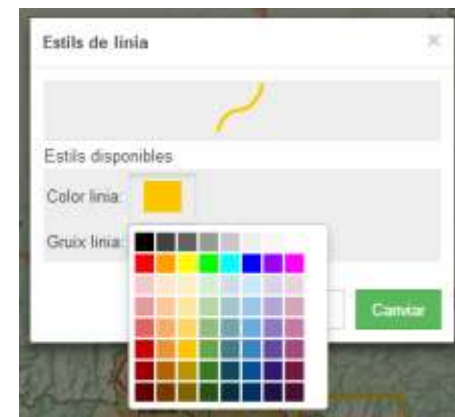 Estils de línia
×
Estils disponibles
Color línia:
Gruix línia:
Canviar